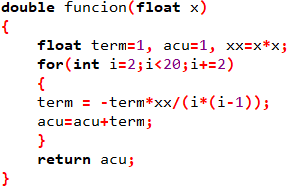 double funcion(float x)
{
float term=1, acu=1, xx=x*x;
for(int i=2;i<20;i+=2)
{
term = -term*xx/(i*(i-1));
acu=acu+term;
}
return acu;
}